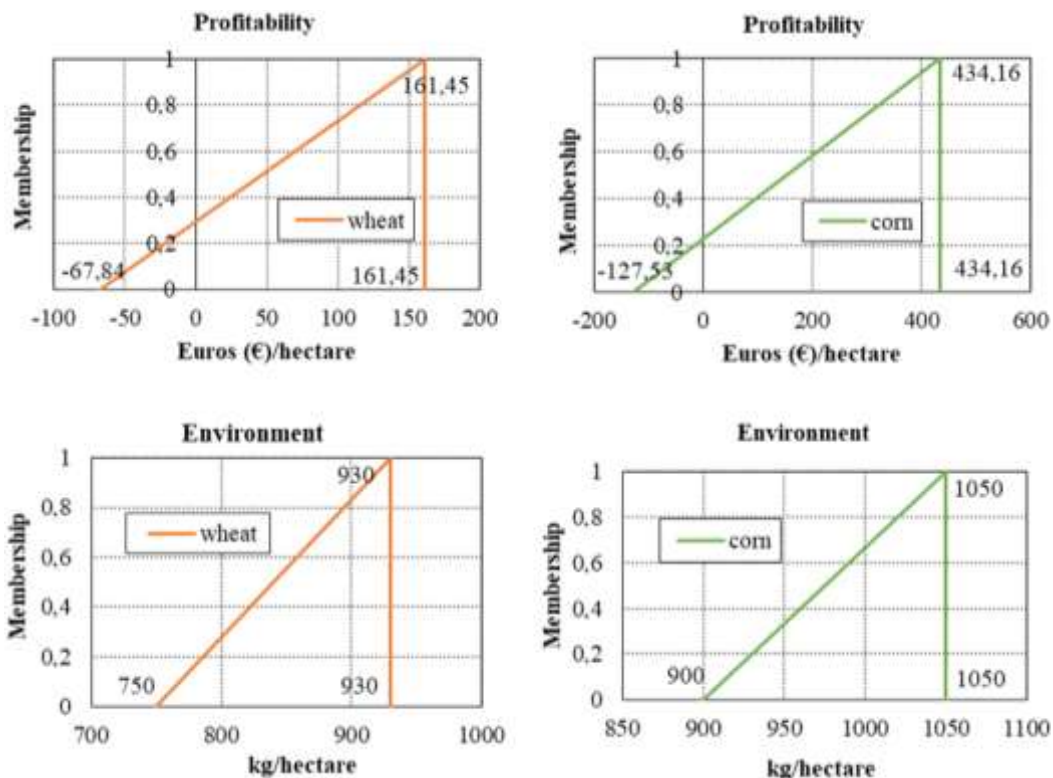 Profitability
1
161,45
0,8
Membership
0,6
0,4
wheat
0,2
-67,84
161,45
0
-100 -50 0 50 100 150 200
Euros (€)/hectare
Profitability
1
434,16
0,8
Membership
0,6
0,4
corn
0,2
-127,53
434,16
0
-200 0 200 400 600
Euros (€)/hectare
Environment
1
930
0,8
Membership
wheat
0,6
0,4
0,2
750
930
0
700 800 900 1000
kg/hectare
Environment
1
1050
0,8
Membership
corn
0,6
0,4
0,2
900
1050
0
850 900 950 1000 1050 1100
kg/hectare